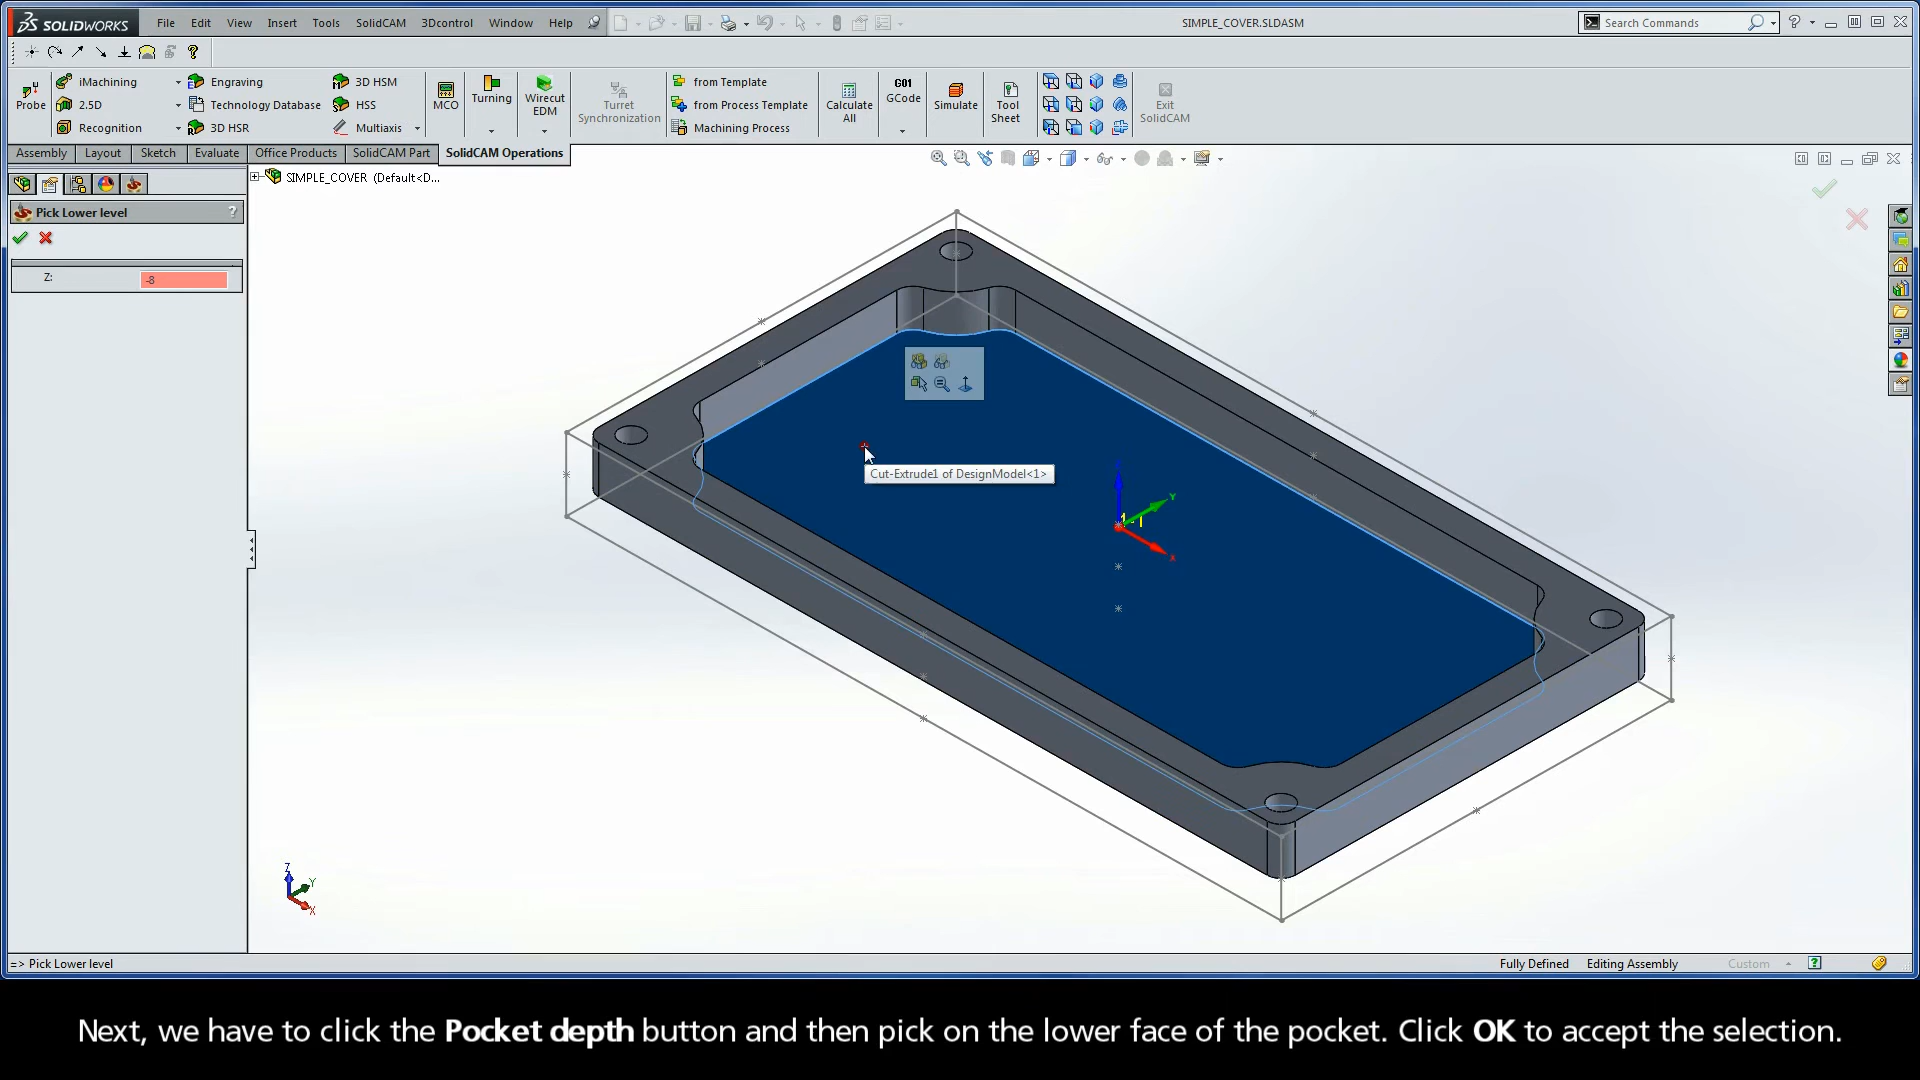 SOLIDWORKS File Edit View Insert Tools SolidCAM 3Dcontrol Window Help SIMPLE_COVER.SLDASM Search Commands
Probe
iMachining
2.5D
Recognition
Engraving
Technology Database
3D HSR
3D HSM
HSS
Multiaxis
MCO
Turning
Wirecut
EDM
Turret
Synchronization
from Template
from Process Template
Machining Process
Calculate
All
G01
GCode
Simulate
Tool
Sheet
Exit
SolidCAM
Assembly Layout Sketch Evaluate Office Products SolidCAM Part SolidCAM Operations
SIMPLE_COVER (Default<D...
Pick Lower level ?
Z: -8
Cut-Extrude1 of DesignModel<1>
Y
X
Z
Y
X
=> Pick Lower level Fully Defined Editing Assembly Custom
Next, we have to click the Pocket depth button and then pick on the lower face of the pocket. Click OK to accept the selection.